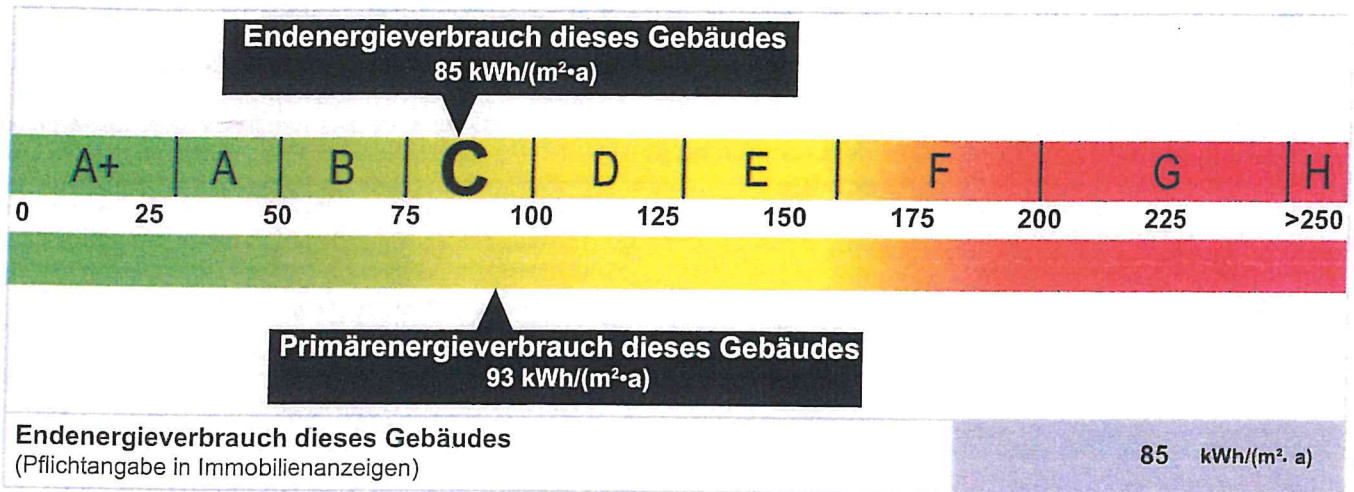 Endenergieverbrauch dieses Gebäudes
85 kWh/(m²•a)
A+ A B C D E F G H
0 25 50 75 100 125 150 175 200 225 >250
Primärenergieverbrauch dieses Gebäudes
93 kWh/(m²•a)
Endenergieverbrauch dieses Gebäudes
(Pflichtangabe in Immobilienanzeigen)
85 kWh/(m². a)